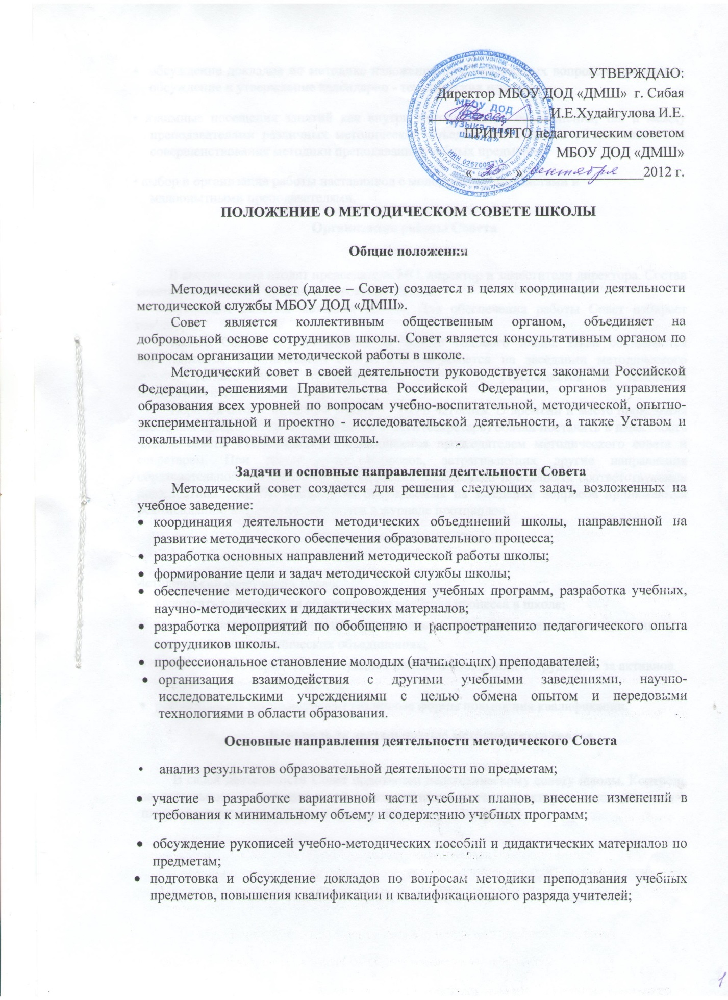 УТВЕРЖДАЮ:
Директор МБОУ ДОД «ДМШ» г. Сибая
И.Е.Худайгулова И.Е.
ПРИНЯТО педагогическим советом
МБОУ ДОД «ДМШ»
« » сентября 2012 г.
МБОУ ДОД
«Детская
музыкальная
школа»
ИНН 0267008716
ПОЛОЖЕНИЕ О МЕТОДИЧЕСКОМ СОВЕТЕ ШКОЛЫ
Общие положения
Методический совет (далее – Совет) создается в целях координации деятельности
методической службы МБОУ ДОД «ДМШ».
Совет является коллективным общественным органом, объединяет на
добровольной основе сотрудников школы. Совет является консультативным органом по
вопросам организации методической работы в школе.
Методический совет в своей деятельности руководствуется законами Российской
Федерации, решениями Правительства Российской Федерации, органов управления
образования всех уровней по вопросам учебно-воспитательной, методической, опытно-
экспериментальной и проектно - исследовательской деятельности, а также Уставом и
локальными правовыми актами школы.
Задачи и основные направления деятельности Совета
Методический совет создается для решения следующих задач, возложенных на
учебное заведение:
• координация деятельности методических объединений школы, направленной на
развитие методического обеспечения образовательного процесса;
• разработка основных направлений методической работы школы;
• формирование цели и задач методической службы школы;
• обеспечение методического сопровождения учебных программ, разработка учебных,
научно-методических и дидактических материалов;
• разработка мероприятий по обобщению и распространению педагогического опыта
сотрудников школы.
• профессиональное становление молодых (начинающих) преподавателей;
• организация взаимодействия с другими учебными заведениями, научно-
исследовательскими учреждениями с целью обмена опытом и передовыми
технологиями в области образования.
Основные направления деятельности методического Совета
• анализ результатов образовательной деятельности по предметам;
• участие в разработке вариативной части учебных планов, внесение изменений в
требования к минимальному объему и содержанию учебных программ;
• обсуждение рукописей учебно-методических пособий и дидактических материалов по
предметам;
• подготовка и обсуждение докладов по вопросам методики преподавания учебных
предметов, повышения квалификации и квалификационного разряда учителей;
1